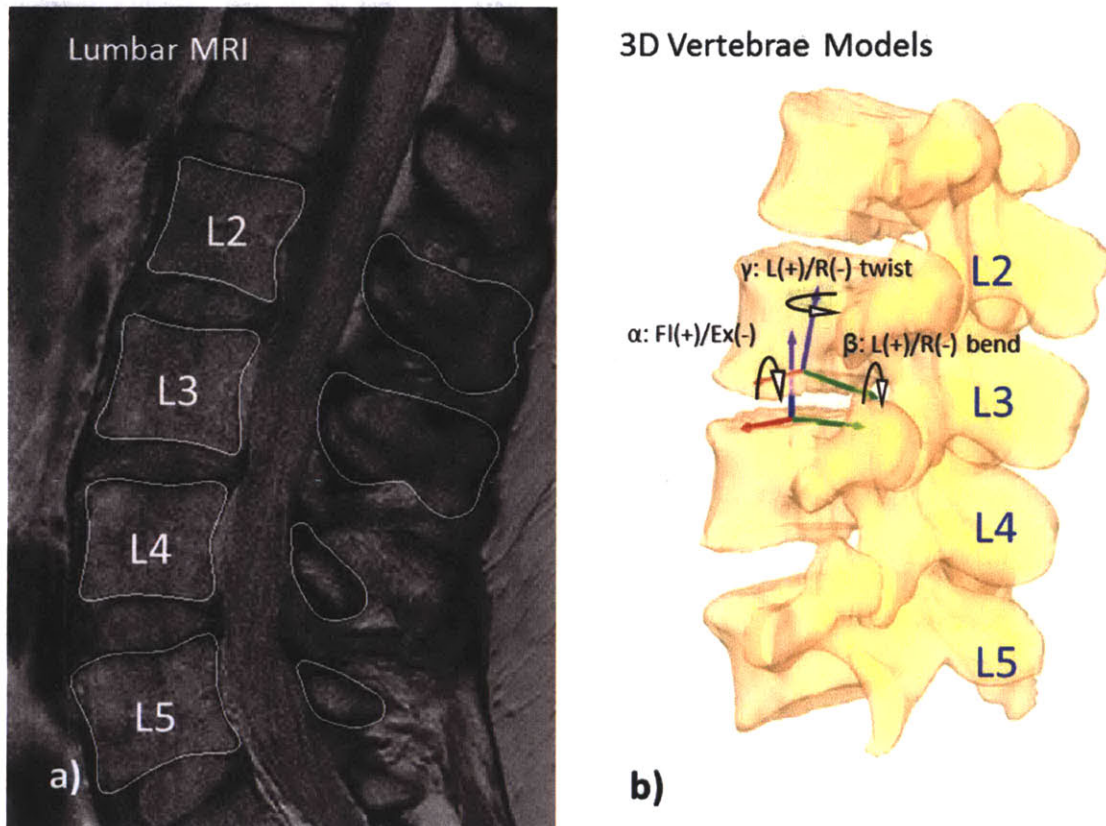 Lumbar MRI
L2
L3
L4
L5
a)
3D Vertebrae Models
L2
γ: L(+)/R(-) twist
α: Fl(+)/Ex(-)
β: L(+)/R(-) bend
L3
L4
L5
b)